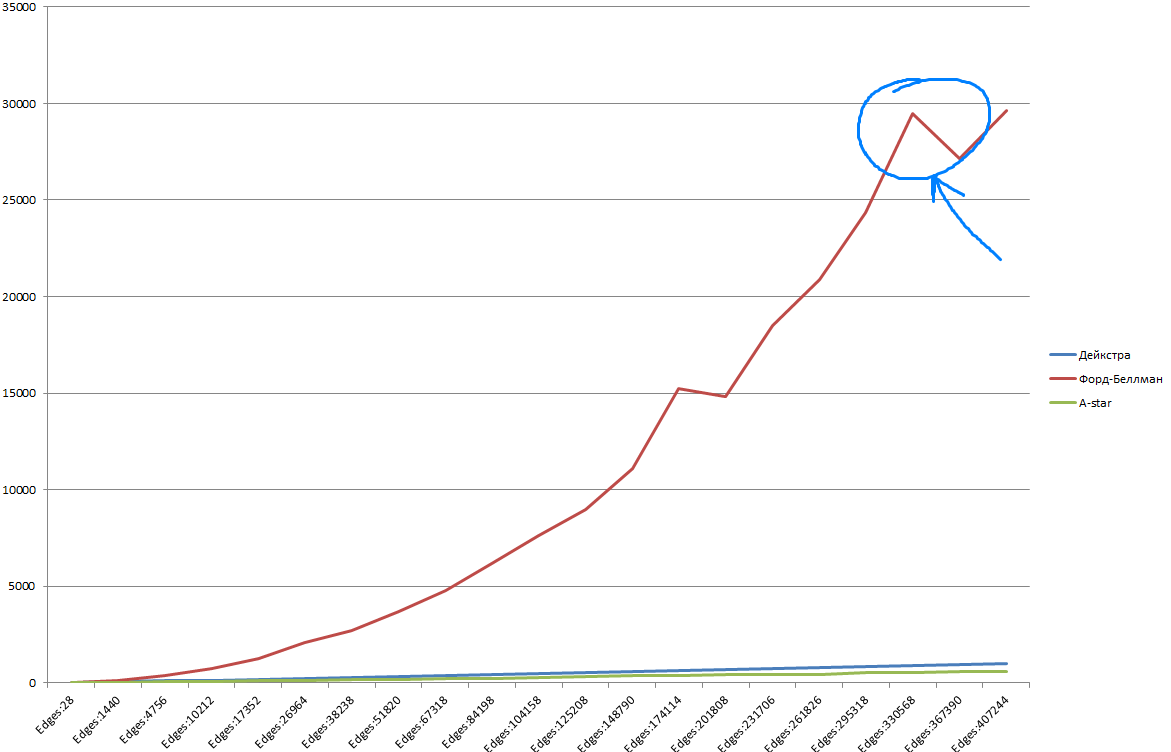 35000
30000
25000
20000
15000
10000
5000
0
Edges:28
Edges:1440
Edges:4756
Edges:10212
Edges:17352
Edges:26964
Edges:38238
Edges:51820
Edges:67318
Edges:84198
Edges:104158
Edges:125208
Edges:148790
Edges:174114
Edges:201808
Edges:231706
Edges:261826
Edges:295318
Edges:330568
Edges:367390
Edges:407244
Дейкстра
Форд-Беллман
A-star